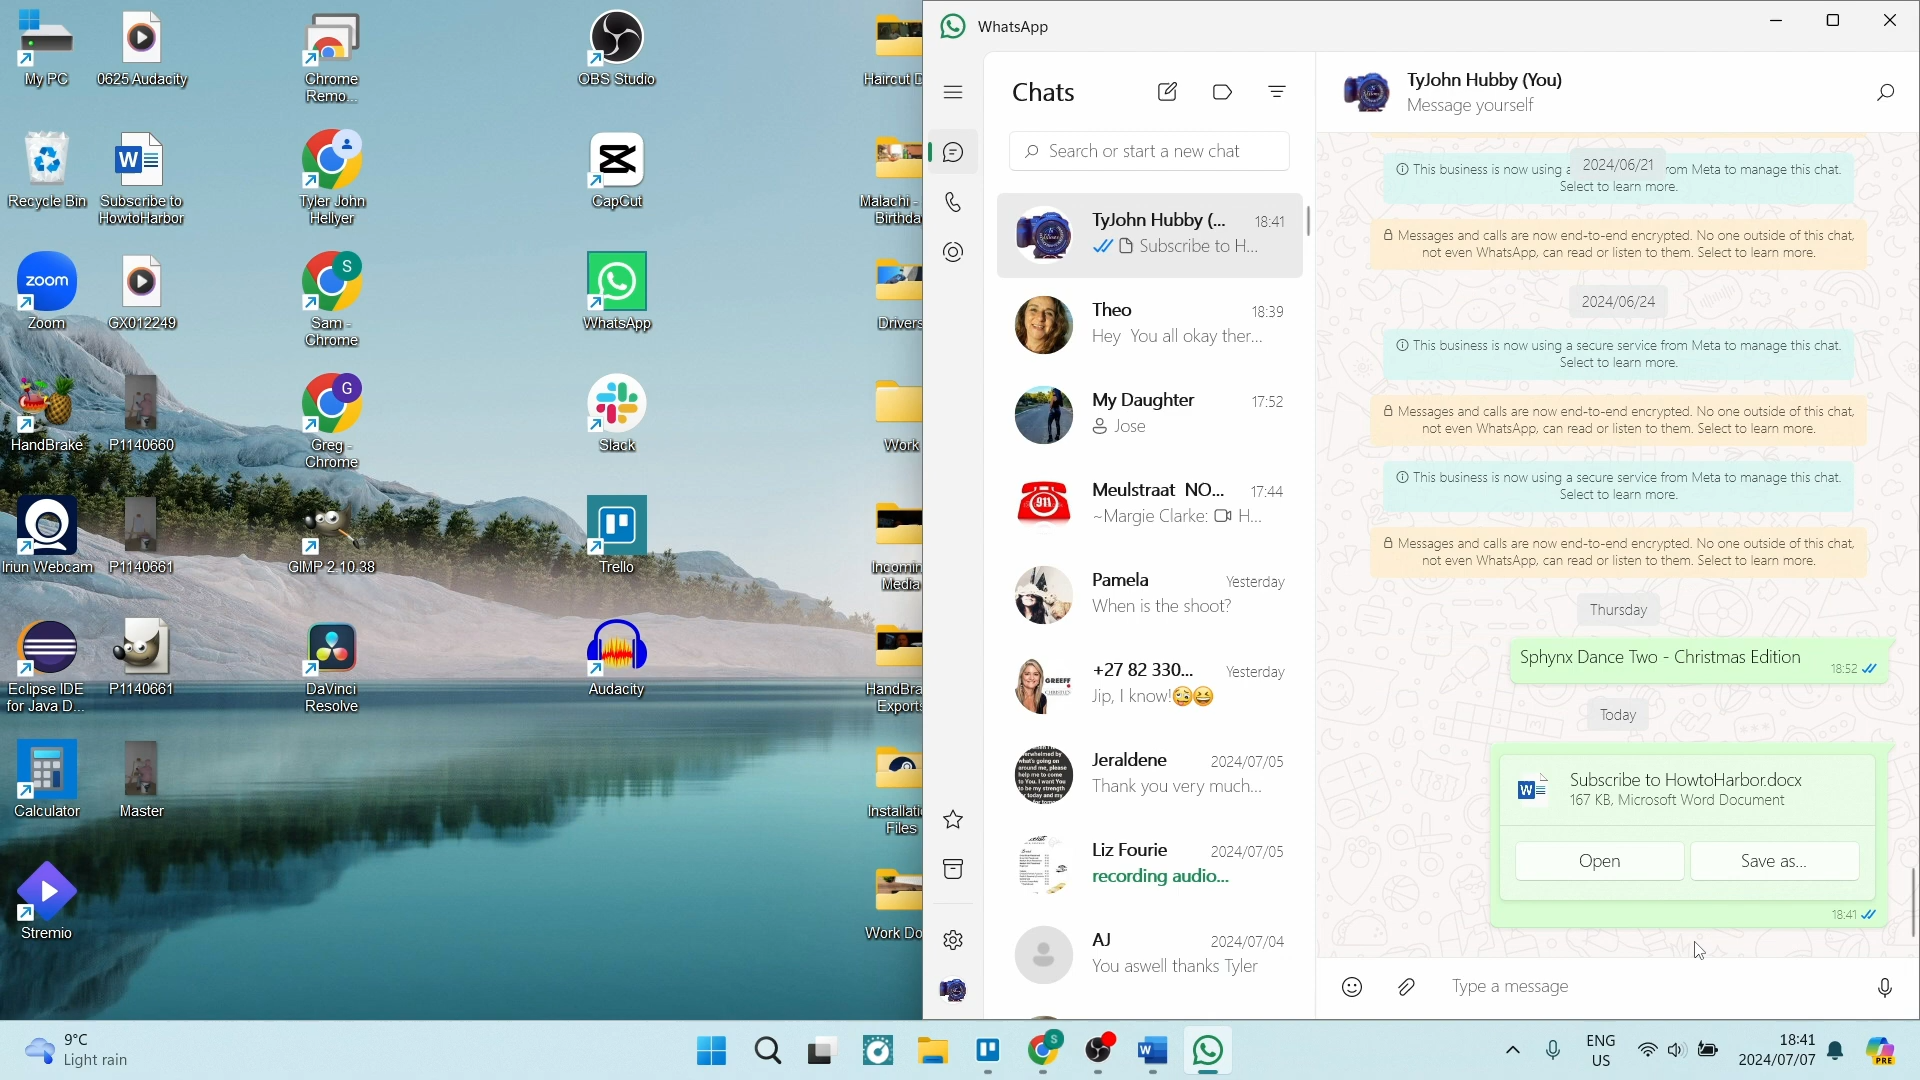 My PC
0625 Audacity
Chrome
Remo...
OBS Studio
Haircut D
Recycle Bin
Subscribe to
HowtoHarbor
Tyler John
Hellyer
CapCut
Malachi -
Birthda
zoom
Zoom
GX012249
S
Sam -
Chrome
WhatsApp
Drivers
HandBrake
P1140660
G
Greg -
Chrome
Slack
Work
Iriun Webcam
P1140661
GIMP 2.10.38
Trello
Incomin
Media
Eclipse IDE
for Java D...
P1140661
DaVinci
Resolve
Audacity
HandBra
Exports
Calculator
Master
Installati
Files
Stremio
Work Do
WhatsApp
Chats
Search or start a new chat
TyJohn Hubby (... 18:41
Subscribe to H...
Theo 18:39
Hey You all okay ther...
My Daughter 17:52
Jose
911
Meulstraat NO... 17:44
~Margie Clarke: H...
Pamela Yesterday
When is the shoot?
+27 82 330... Yesterday
Jip, I know!
GREEFF
Jeraldene 2024/07/05
Thank you very much...
Liz Fourie 2024/07/05
recording audio...
AJ 2024/07/04
You aswell thanks Tyler
TyJohn Hubby (You)
Message yourself
2024/06/21
This business is now using a rom Meta to manage this chat.
Select to learn more.
Messages and calls are now end-to-end encrypted. No one outside of this chat,
not even WhatsApp, can read or listen to them. Select to learn more.
2024/06/24
This business is now using a secure service from Meta to manage this chat.
Select to learn more.
Messages and calls are now end-to-end encrypted. No one outside of this chat,
not even WhatsApp, can read or listen to them. Select to learn more.
This business is now using a secure service from Meta to manage this chat.
Select to learn more.
Messages and calls are now end-to-end encrypted. No one outside of this chat,
not even WhatsApp, can read or listen to them. Select to learn more.
Thursday
Sphynx Dance Two - Christmas Edition
18:52
Today
Subscribe to HowtoHarbor.docx
167 KB, Microsoft Word Document
Open
Save as...
18:41
Type a message
9°C
Light rain
S
ENG
US
18:41
2024/07/07
PRE